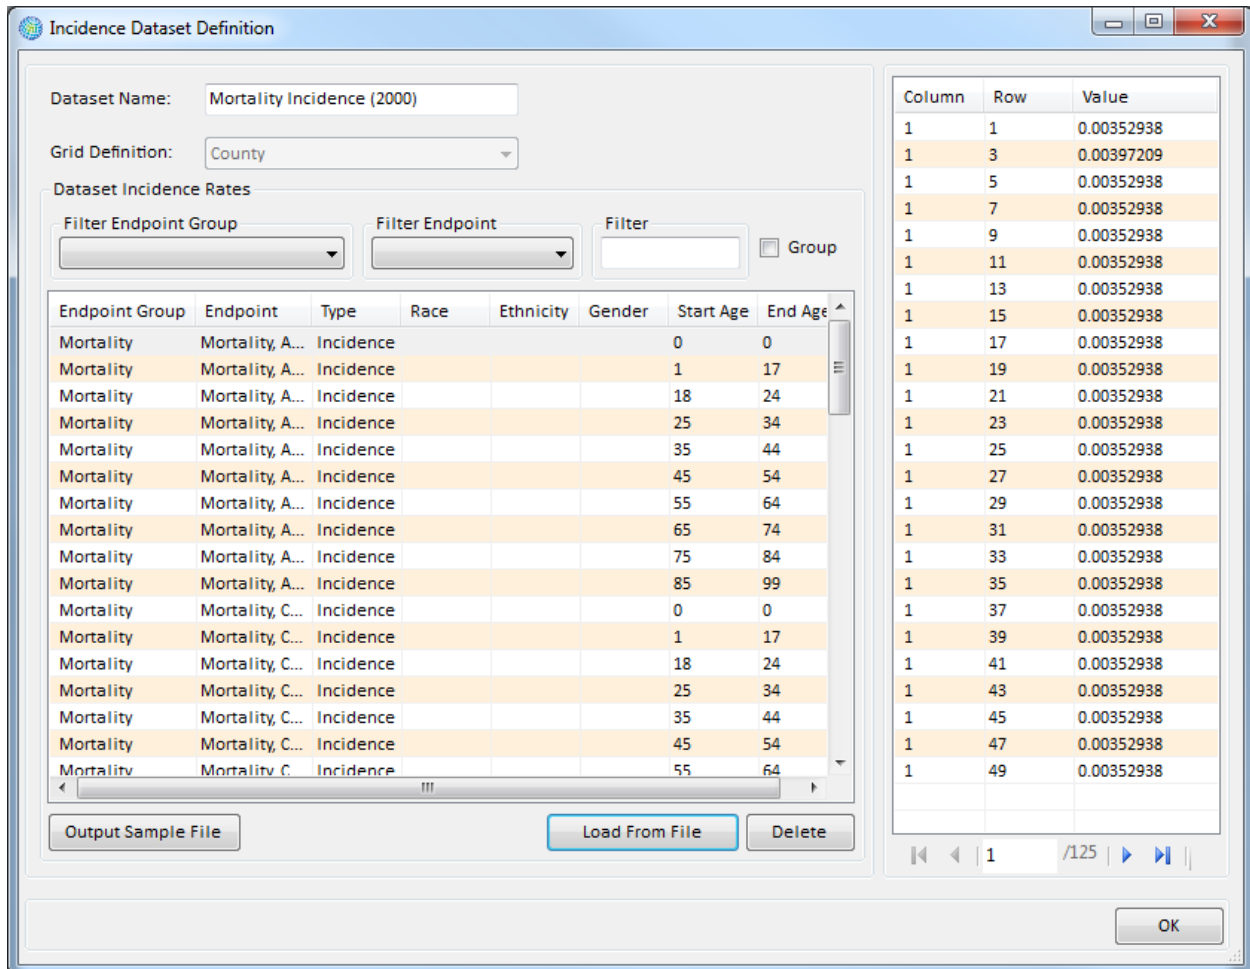 Incidence Dataset Definition
Dataset Name: Mortality Incidence (2000)
Grid Definition: County
Dataset Incidence Rates
Filter Endpoint Group Filter Endpoint Filter
Group
Endpoint Group Endpoint Type Race Ethnicity Gender Start Age End Age
Mortality Mortality, A... Incidence 0 0
Mortality Mortality, A... Incidence 1 17
Mortality Mortality, A... Incidence 18 24
Mortality Mortality, A... Incidence 25 34
Mortality Mortality, A... Incidence 35 44
Mortality Mortality, A... Incidence 45 54
Mortality Mortality, A... Incidence 55 64
Mortality Mortality, A... Incidence 65 74
Mortality Mortality, A... Incidence 75 84
Mortality Mortality, A... Incidence 85 99
Mortality Mortality, C... Incidence 0 0
Mortality Mortality, C... Incidence 1 17
Mortality Mortality, C... Incidence 18 24
Mortality Mortality, C... Incidence 25 34
Mortality Mortality, C... Incidence 35 44
Mortality Mortality, C... Incidence 45 54
Mortality Mortality, C... Incidence 55 64
Output Sample File Load From File Delete
Column Row Value
1 1 0.00352938
1 3 0.00397209
1 5 0.00352938
1 7 0.00352938
1 9 0.00352938
1 11 0.00352938
1 13 0.00352938
1 15 0.00352938
1 17 0.00352938
1 19 0.00352938
1 21 0.00352938
1 23 0.00352938
1 25 0.00352938
1 27 0.00352938
1 29 0.00352938
1 31 0.00352938
1 33 0.00352938
1 35 0.00352938
1 37 0.00352938
1 39 0.00352938
1 41 0.00352938
1 43 0.00352938
1 45 0.00352938
1 47 0.00352938
1 49 0.00352938
1 /125
OK